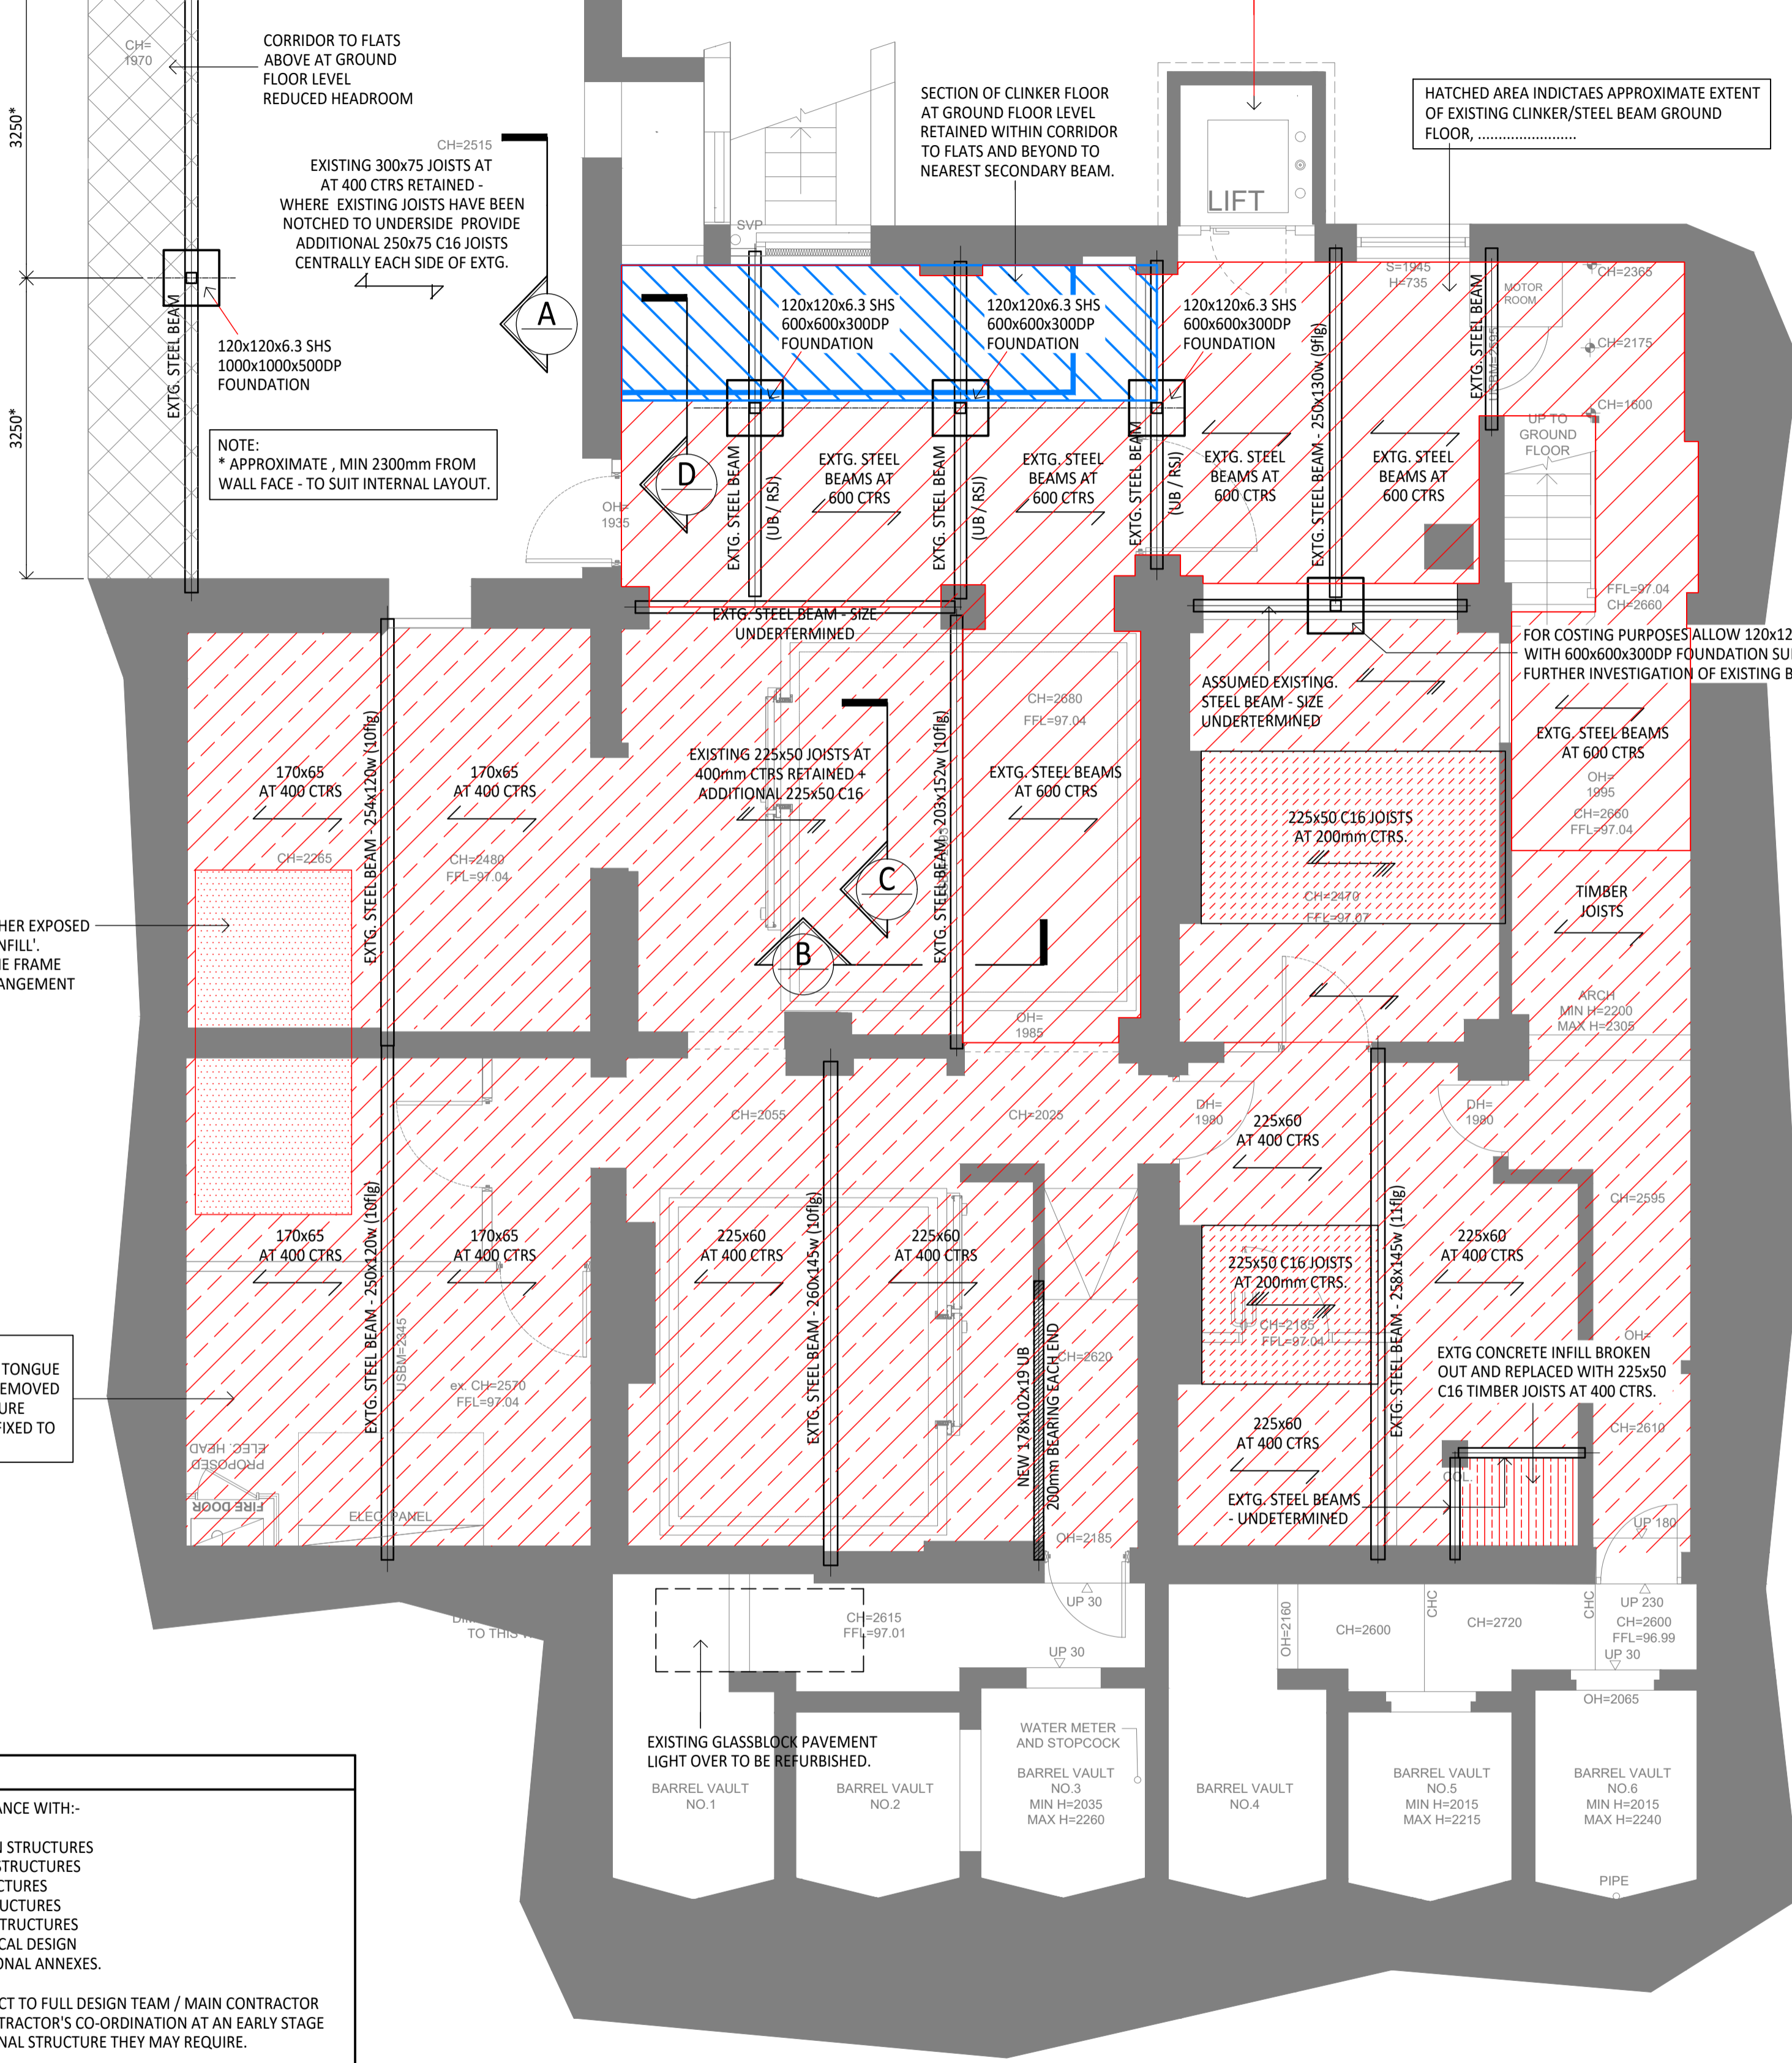 CH=
1970
CORRIDOR TO FLATS
ABOVE AT GROUND
FLOOR LEVEL
REDUCED HEADROOM
3250*
3250*
CH=2515
EXISTING 300x75 JOISTS AT
AT 400 CTRS RETAINED -
WHERE EXISTING JOISTS HAVE BEEN
NOTCHED TO UNDERSIDE PROVIDE
ADDITIONAL 250x75 C16 JOISTS
CENTRALLY EACH SIDE OF EXTG.
A
EXTG. STEEL BEAM
120x120x6.3 SHS
1000x1000x500DP
FOUNDATION
NOTE:
* APPROXIMATE , MIN 2300mm FROM
WALL FACE - TO SUIT INTERNAL LAYOUT.
SECTION OF CLINKER FLOOR
AT GROUND FLOOR LEVEL
RETAINED WITHIN CORRIDOR
TO FLATS AND BEYOND TO
NEAREST SECONDARY BEAM.
HATCHED AREA INDICTAES APPROXIMATE EXTENT
OF EXISTING CLINKER/STEEL BEAM GROUND
FLOOR, ........................
LIFT
SVP
S=1945
H=735
MOTOR
ROOM
CH=2365
CH=2175
CH=1600
120x120x6.3 SHS
600x600x300DP
FOUNDATION
120x120x6.3 SHS
600x600x300DP
FOUNDATION
120x120x6.3 SHS
600x600x300DP
FOUNDATION
EXTG. STEEL BEAM
USBM=2595
UP TO
GROUND
FLOOR
D
OH=
1935
EXTG. STEEL BEAM
(UB / RSJ)
EXTG. STEEL
BEAMS AT
600 CTRS
EXTG. STEEL BEAM
(UB / RSJ)
EXTG. STEEL
BEAMS AT
600 CTRS
EXTG. STEEL BEAM
(UB / RSJ)
EXTG. STEEL
BEAMS AT
600 CTRS
EXTG. STEEL BEAM - 250x130w (9flg)
EXTG. STEEL
BEAMS AT
600 CTRS
FFL=97.04
CH=2660
EXTG. STEEL BEAM - SIZE
UNDERTERMINED
FOR COSTING PURPOSES ALLOW 120x12
WITH 600x600x300DP FOUNDATION SU
FURTHER INVESTIGATION OF EXISTING B
ASSUMED EXISTING.
STEEL BEAM - SIZE
UNDERTERMINED
CH=2680
FFL=97.04
EXTG. STEEL BEAMS
AT 600 CTRS
OH=
1995
CH=2660
FFL=97.04
170x65
AT 400 CTRS
EXTG. STEEL BEAM - 254x120w (10flg)
170x65
AT 400 CTRS
EXISTING 225x50 JOISTS AT
400mm CTRS RETAINED +
ADDITIONAL 225x50 C16
EXTG. STEEL BEAM- 203x152w (10flg)
EXTG. STEEL BEAMS
AT 600 CTRS
225x50 C16 JOISTS
AT 200mm CTRS.
CH=2470
FFL=97.07
CH=2265
CH=2480
FFL=97.04
C
B
TIMBER
JOISTS
HER EXPOSED
NFILL'.
E FRAME
ANGEMENT
ARCH
MIN H=2200
MAX H=2305
OH=
1985
CH=2055
CH=2025
DH=
1980
DH=
1980
225x60
AT 400 CTRS
CH=2595
170x65
AT 400 CTRS
EXTG. STEEL BEAM - 250x120w (10flg)
USBM=2345
170x65
AT 400 CTRS
225x60
AT 400 CTRS
EXTG. STEEL BEAM - 260x145w (10flg)
225x60
AT 400 CTRS
225x50 C16 JOISTS
AT 200mm CTRS.
CH=2185
FFL=97.04
EXTG. STEEL BEAM - 258x145w (11flg)
225x60
AT 400 CTRS
OH=
TONGUE
EMOVED
URE
FIXED TO
ex. CH=2570
FFL=97.04
NEW 178x102x19 UB
200mm BEARING EACH END
CH=2620
EXTG CONCRETE INFILL BROKEN
OUT AND REPLACED WITH 225x50
C16 TIMBER JOISTS AT 400 CTRS.
225x60
AT 400 CTRS
CH=2610
PROPOSED
ELEC. HEAD
FIRE DOOR
ELEC. PANEL
COL.
EXTG. STEEL BEAMS
- UNDETERMINED
OH=2185
UP 180
TO THIS
UP 30
CH=2615
FFL=97.01
UP 30
OH=2160
CH=2600
CHC
CH=2720
CHC
UP 230
CH=2600
FFL=96.99
UP 30
OH=2065
EXISTING GLASSBLOCK PAVEMENT
LIGHT OVER TO BE REFURBISHED.
WATER METER
AND STOPCOCK
BARREL VAULT
NO.1
BARREL VAULT
NO.2
BARREL VAULT
NO.3
MIN H=2035
MAX H=2260
BARREL VAULT
NO.4
BARREL VAULT
NO.5
MIN H=2015
MAX H=2215
BARREL VAULT
NO.6
MIN H=2015
MAX H=2240
PIPE
ANCE WITH:-
N STRUCTURES
STRUCTURES
CTURES
UCTURES
STRUCTURES
CAL DESIGN
ONAL ANNEXES.
CT TO FULL DESIGN TEAM / MAIN CONTRACTOR
TRACTOR'S CO-ORDINATION AT AN EARLY STAGE
NAL STRUCTURE THEY MAY REQUIRE.